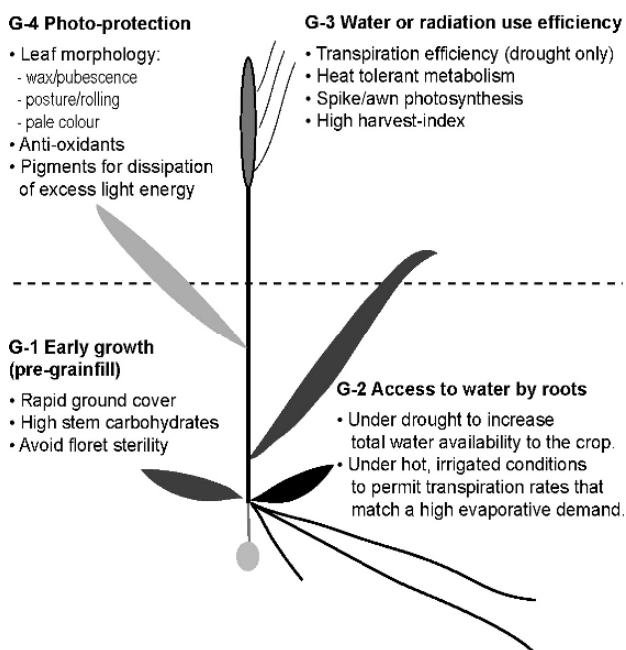 G-4 Photo-protection
• Leaf morphology:
- wax/pubescence
- posture/rolling
- pale colour
• Anti-oxidants
• Pigments for dissipation
of excess light energy
G-3 Water or radiation use efficiency
• Transpiration efficiency (drought only)
• Heat tolerant metabolism
• Spike/awn photosynthesis
• High harvest-index
G-1 Early growth
(pre-grainfill)
• Rapid ground cover
• High stem carbohydrates
• Avoid floret sterility
G-2 Access to water by roots
• Under drought to increase
total water availability to the crop.
• Under hot, irrigated conditions
to permit transpiration rates that
match a high evaporative demand.